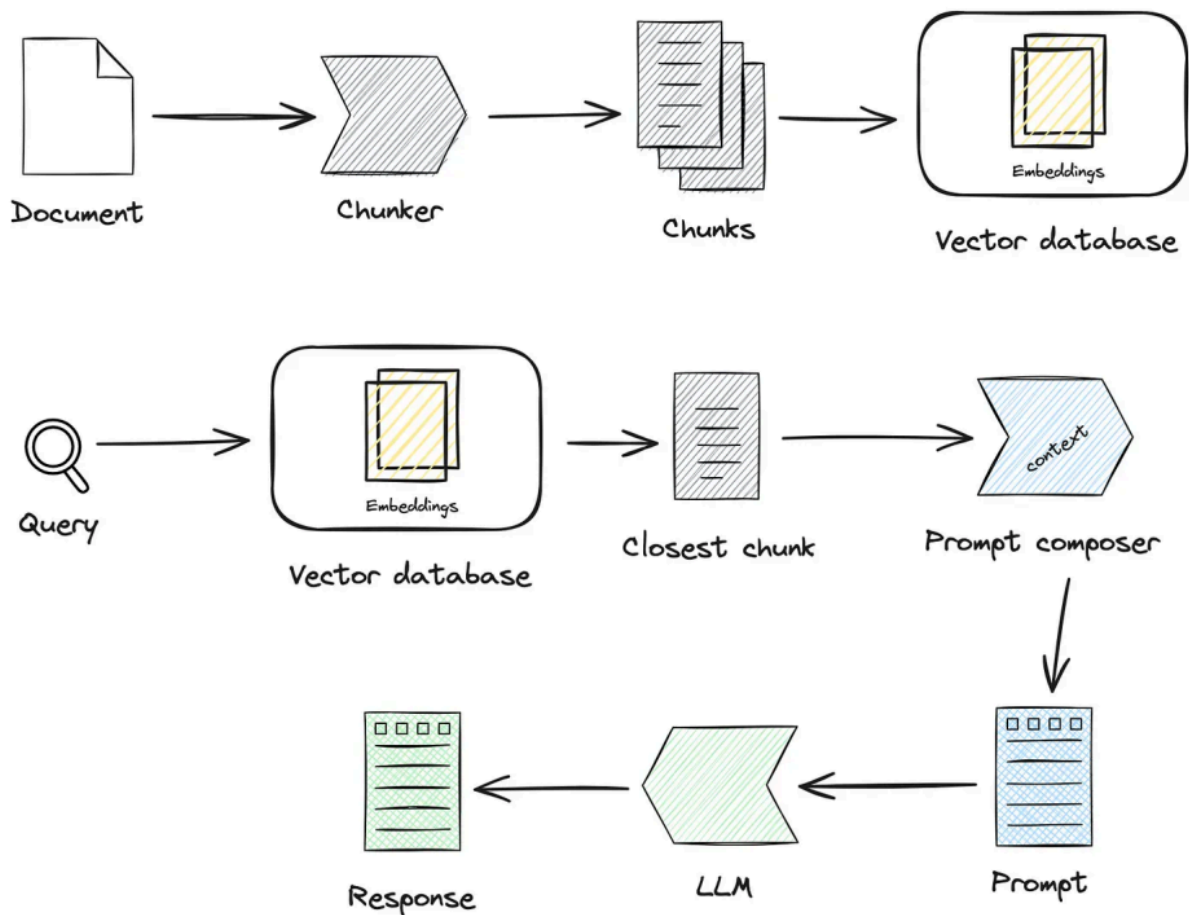 Document
Chunker
Chunks
Embeddings
Vector database
Query
Embeddings
Vector database
Closest chunk
context
Prompt composer
Response
LLM
Prompt